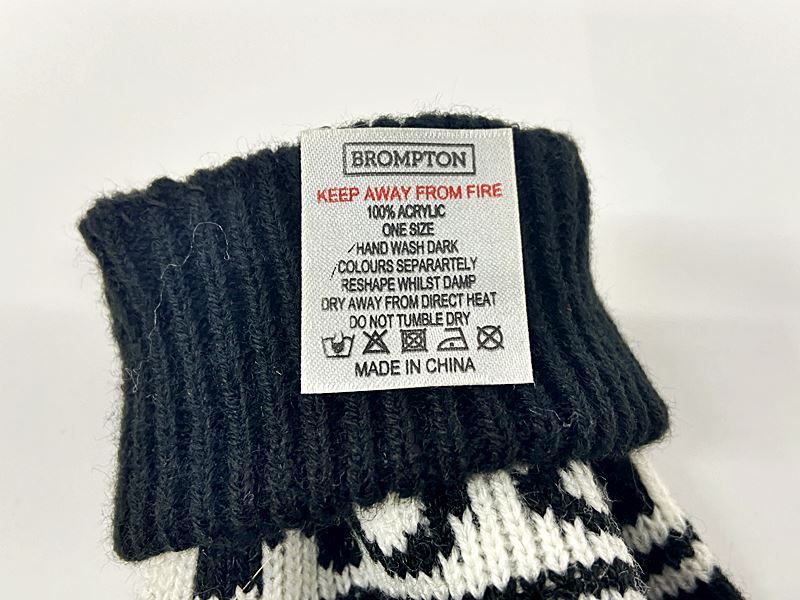 BROMPTON
KEEP AWAY FROM FIRE
100% ACRYLIC
ONE SIZE
HAND WASH DARK
COLOURS SEPARARTELY
RESHAPE WHILST DAMP
DRY AWAY FROM DIRECT HEAT
DO NOT TUMBLE DRY
MADE IN CHINA